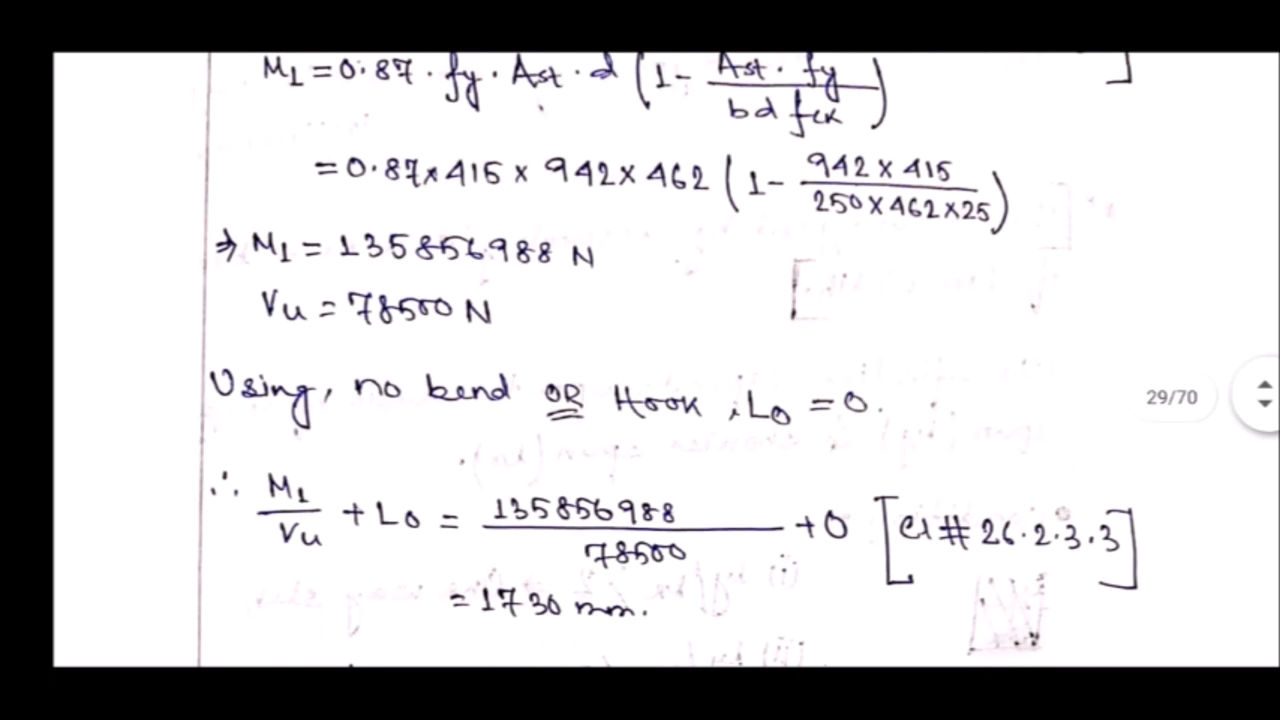 M1 = 0.87 · fy · Ast · d (1 - Ast · fy / bd fck) ]
= 0.87 x 415 x 942 x 462 (1 - 942 x 415 / 250 x 462 x 25)
⇒ M1 = 135856988 N
Vu = 78500 N
Using, no bend OR Hook, L0 = 0.
29/70
∴ M1 / Vu + L0 = 135856988 / 78500 + 0 [cl # 26.2.3.3]
= 1730 mm.